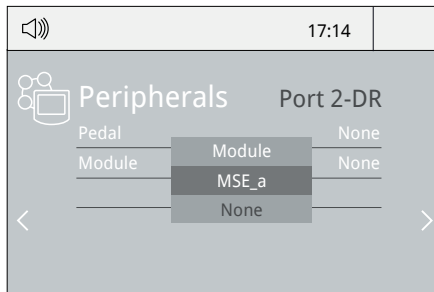 17:14
Peripherals Port 2-DR
Pedal None
Module
Module None
MSE_a
None